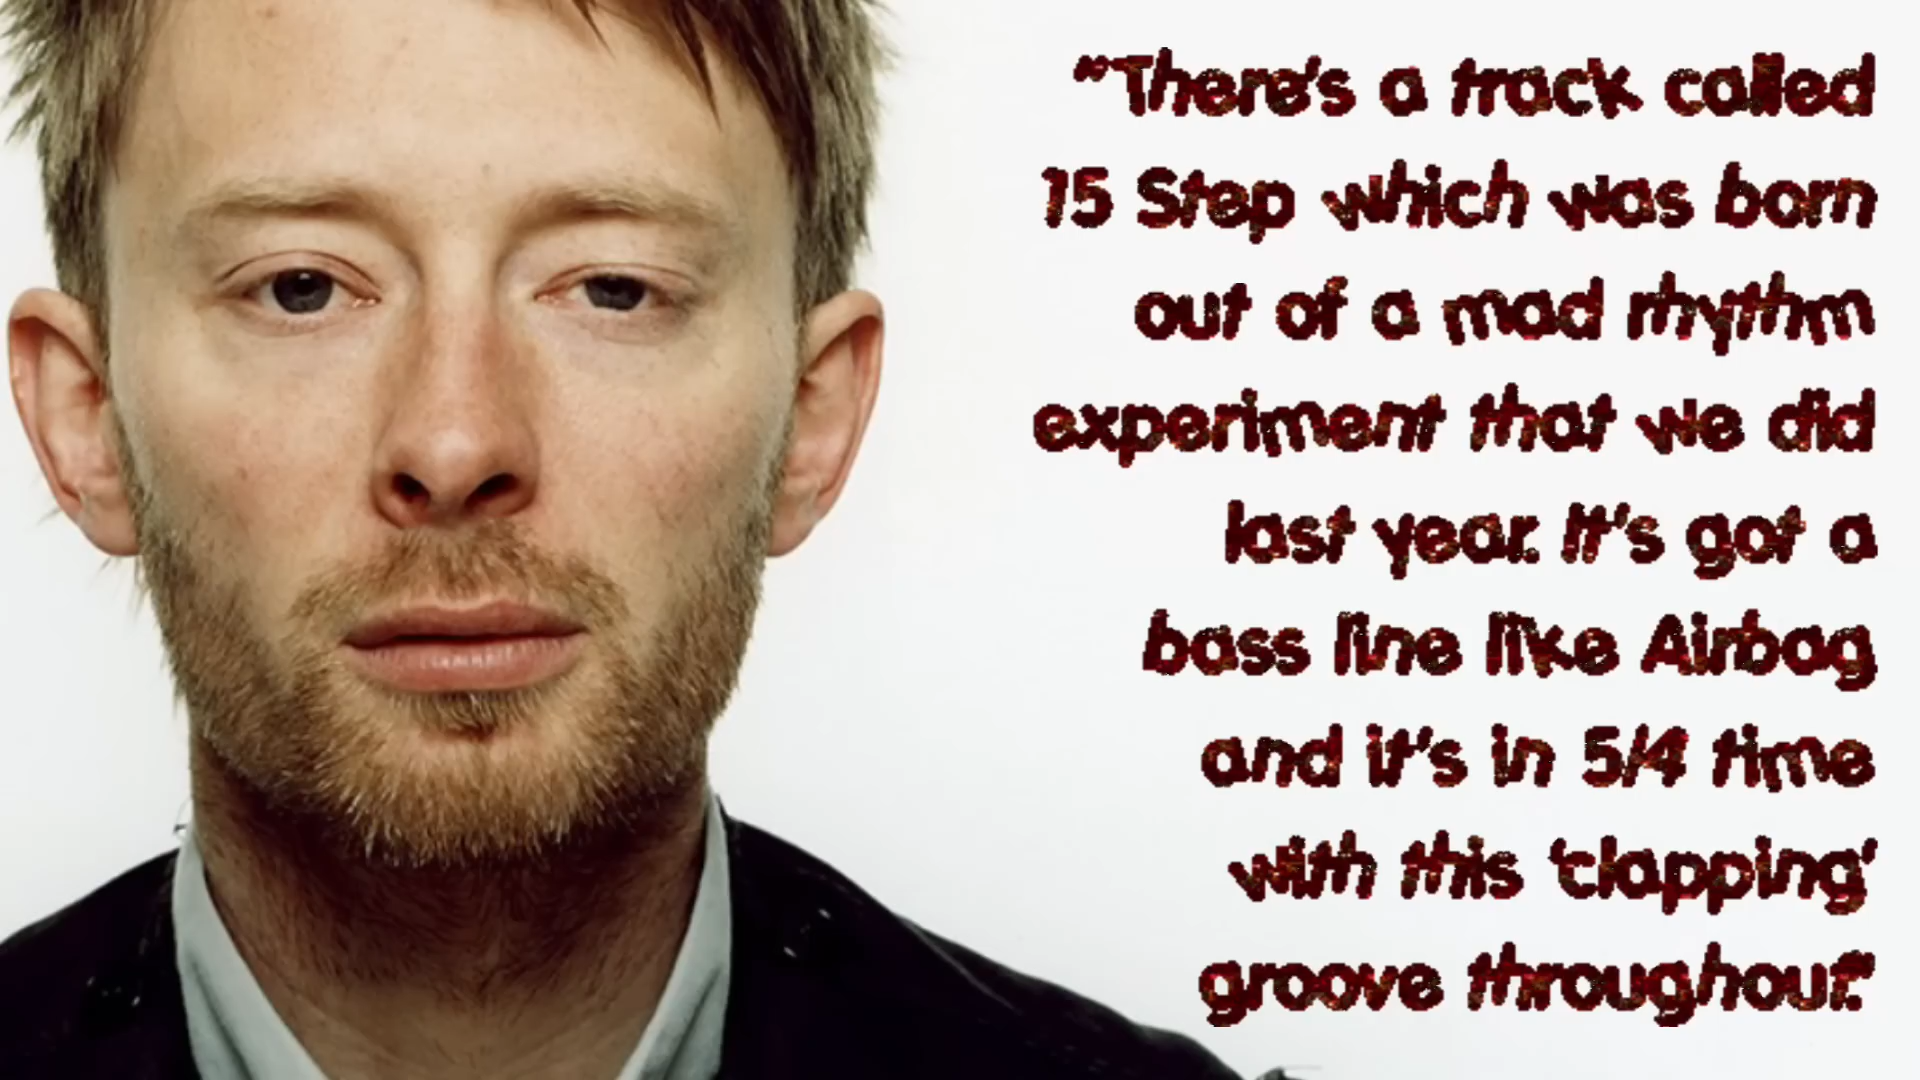 "There's a track called
15 Step which was born
out of a mad rhythm
experiment that we did
last year. It's got a
bass line like Airbag
and it's in 5/4 time
with this 'clapping'
groove throughout."